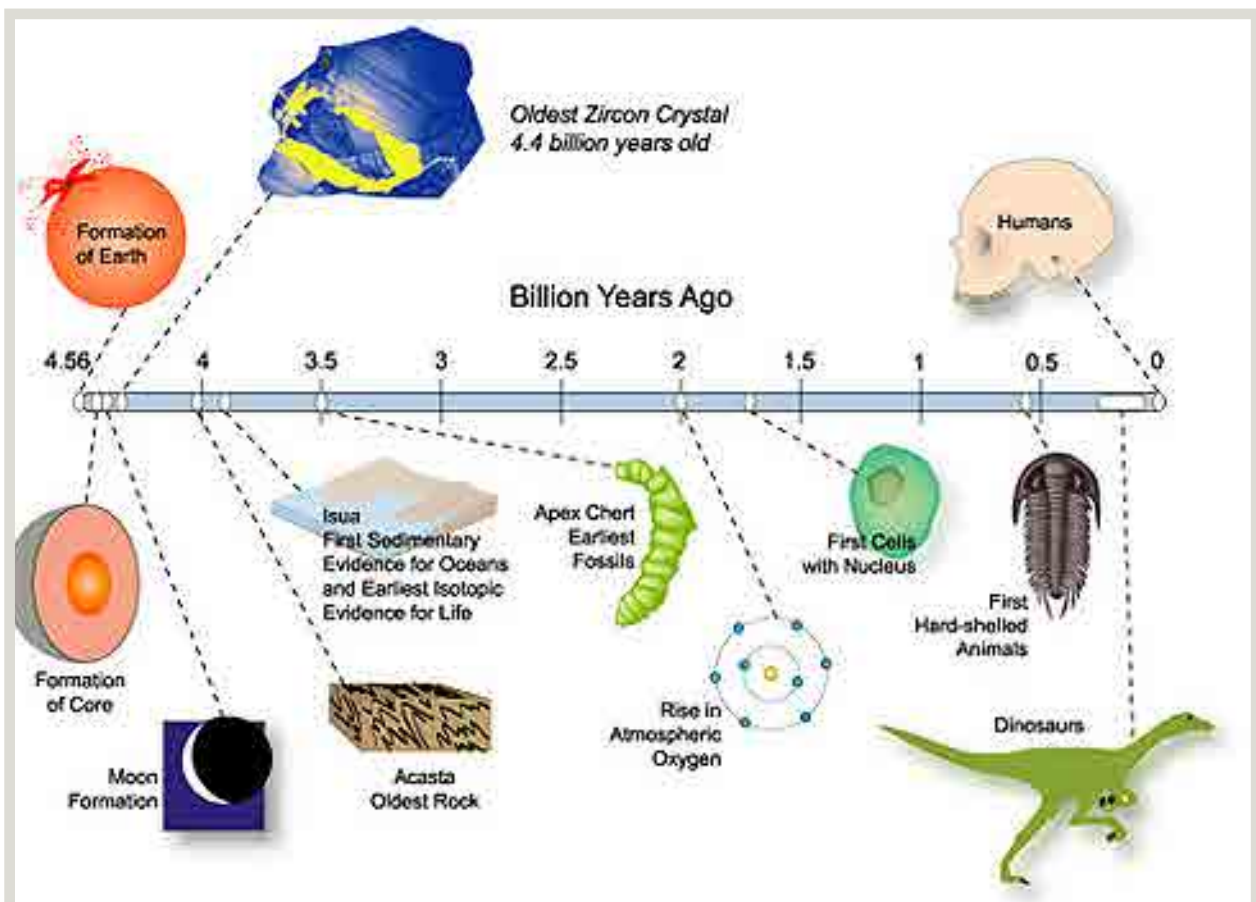 Oldest Zircon Crystal
4.4 billion years old
Formation
of Earth
Humans
Billion Years Ago
4.56
4
3.5
3
2.5
2
1.5
1
0.5
0
Isua
First Sedimentary
Evidence for Oceans
and Earliest Isotopic
Evidence for Life
Apex Chert
Earliest
Fossils
First Cells
with Nucleus
First
Hard-shelled
Animals
Formation
of Core
Moon
Formation
Acasta
Oldest Rock
Rise in
Atmospheric
Oxygen
Dinosaurs